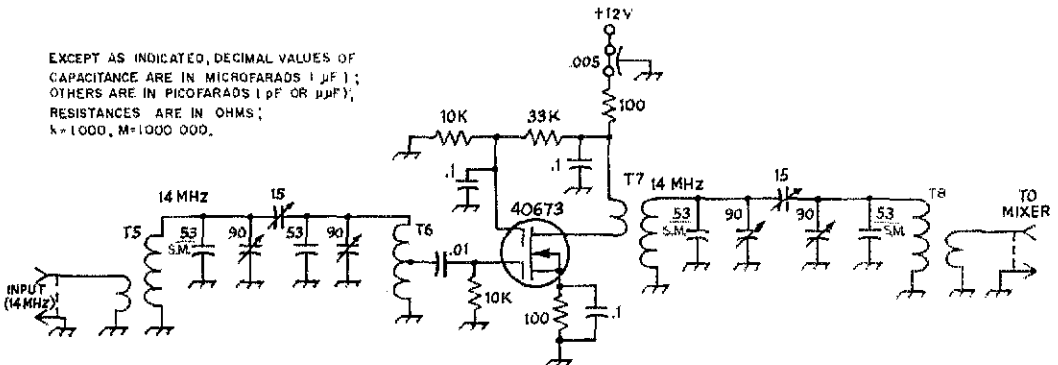 +12V
EXCEPT AS INDICATED, DECIMAL VALUES OF
CAPACITANCE ARE IN MICROFARADS ( µF ) ;
OTHERS ARE IN PICOFARADS ( pF OR µµF);
RESISTANCES ARE IN OHMS ;
k=1000, M=1000 000.
.005
100
10K
33K
.1
.1
T7
14 MHz
15
40673
14 MHz
15
T8
TO
MIXER
T5
53
S.M.
90
53
90
T6
.01
53
S.M.
90
90
53
S.M.
INPUT
(14MHz)
10K
100
.1